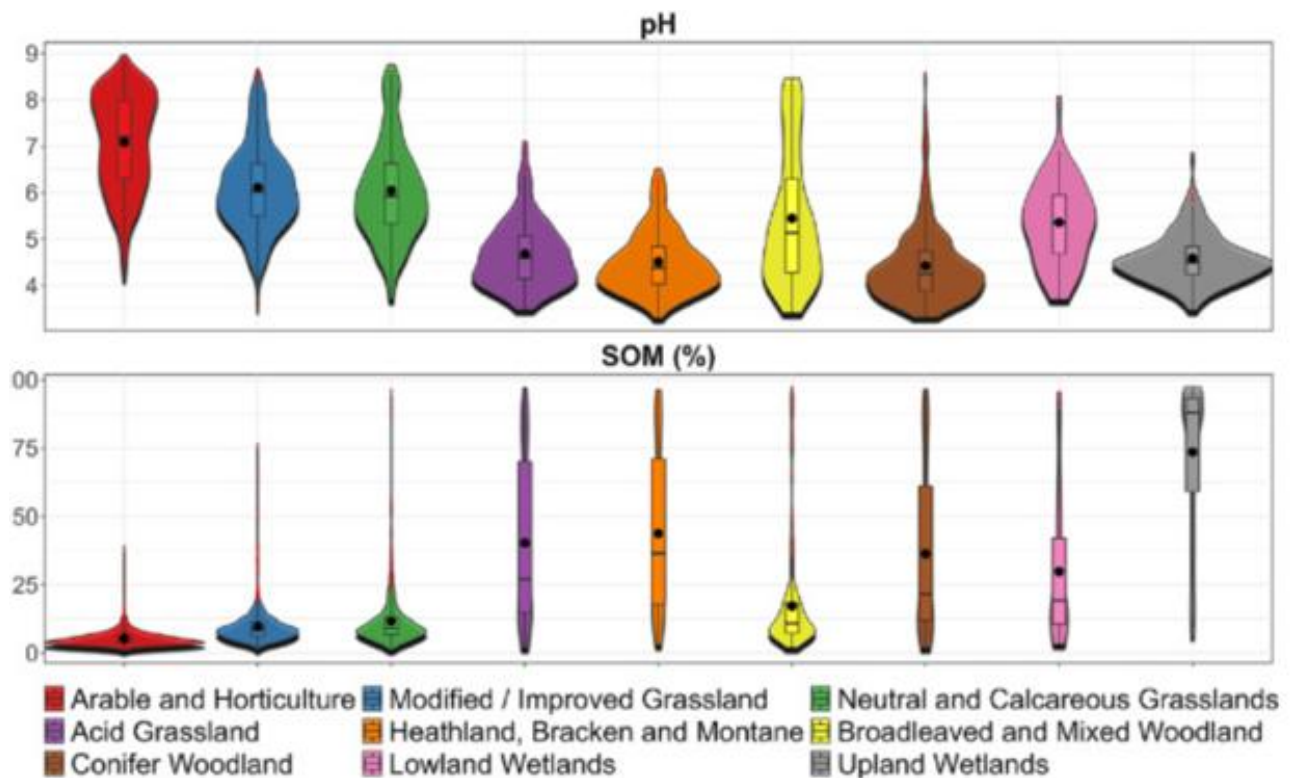 pH
9
8
7
6
5
4
SOM (%)
00
75
50
25
0
Arable and Horticulture Modified / Improved Grassland Neutral and Calcareous Grasslands
Acid Grassland Heathland, Bracken and Montane Broadleaved and Mixed Woodland
Conifer Woodland Lowland Wetlands Upland Wetlands